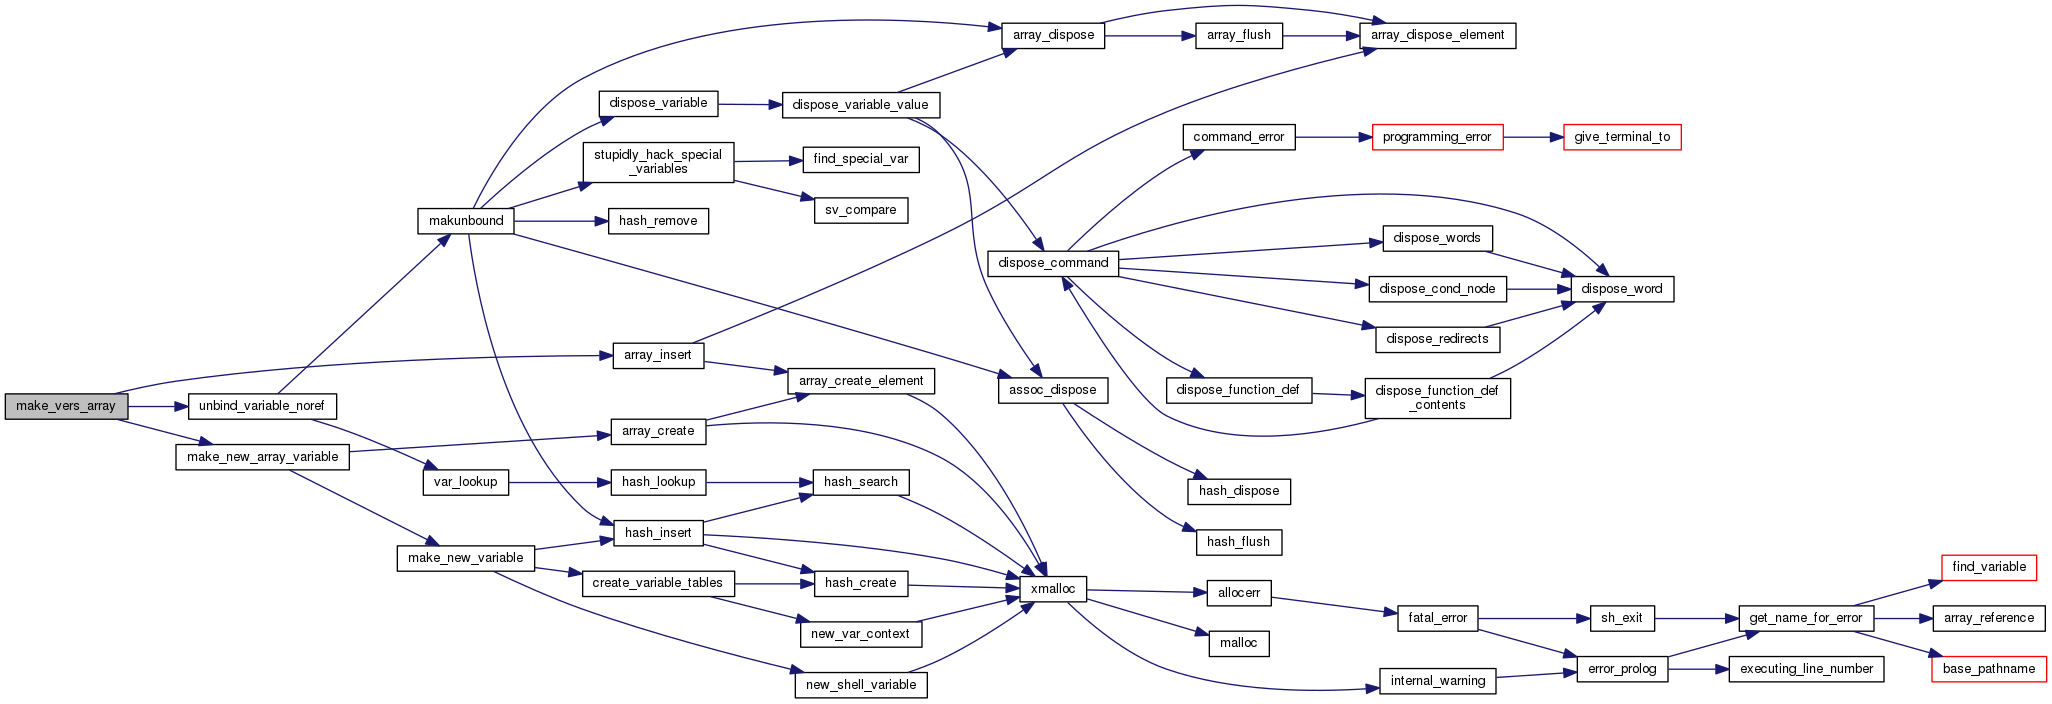 make_vers_array
unbind_variable_noref
make_new_array_variable
makunbound
var_lookup
make_new_variable
dispose_variable
stupidly_hack_special
_variables
hash_remove
array_insert
array_create
hash_lookup
hash_insert
create_variable_tables
dispose_variable_value
find_special_var
sv_compare
array_create_element
hash_search
hash_create
new_var_context
new_shell_variable
array_dispose
dispose_command
assoc_dispose
xmalloc
array_flush
command_error
dispose_function_def
hash_dispose
hash_flush
allocerr
malloc
array_dispose_element
programming_error
dispose_words
dispose_cond_node
dispose_redirects
dispose_function_def
_contents
fatal_error
internal_warning
give_terminal_to
dispose_word
sh_exit
error_prolog
get_name_for_error
executing_line_number
find_variable
array_reference
base_pathname